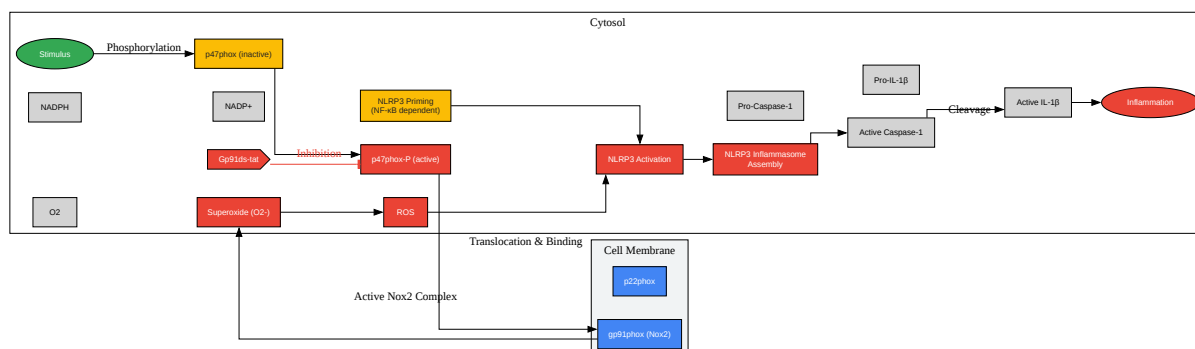 Cytosol
Stimulus
Phosphorylation
p47phox (inactive)
NADPH
NADP+
NLRP3 Priming
(NF-κB dependent)
Pro-Caspase-1
Pro-IL-1β
Active IL-1β
Inflammation
Cleavage
Active Caspase-1
Gp91ds-tat
Inhibition
p47phox-P (active)
NLRP3 Activation
NLRP3 Inflammasome
Assembly
O2
Superoxide (O2-)
ROS
Translocation & Binding
Cell Membrane
p22phox
Active Nox2 Complex
gp91phox (Nox2)